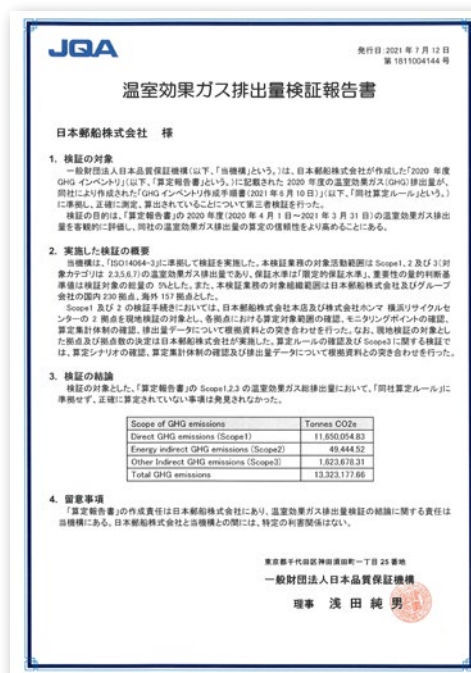 JQA
発行日:2021 年 7 月 12 日
第 1811004144 号
温室効果ガス排出量検証報告書
日本郵船株式会社 様
1. 検証の対象
一般財団法人日本品質保証機構(以下、「当機構」という。)は、日本郵船株式会社が作成した「2020 年度
GHG インベントリ」(以下、「算定報告書」という。)に記載された 2020 年度の温室効果ガス(GHG)排出量が、
同社により作成された「GHG インベントリ作成手順書(2021 年 6 月 10 日)」(以下、「同社算定ルール」という。)
に準拠し、正確に測定、算出されていることについて第三者検証を行った。
検証の目的は、「算定報告書」の 2020 年度(2020 年 4 月 1 日~2021 年 3 月 31 日)の温室効果ガス排出
量を客観的に評価し、同社の温室効果ガス排出量の算定の信頼性をより高めることにある。
2. 実施した検証の概要
当機構は、「ISO14064-3」に準拠して検証を実施した。本検証業務の対象活動範囲は Scope1, 2 及び 3(対
象カテゴリは 2,3,5,6,7)の温室効果ガス排出量であり、保証水準は「限定的保証水準」、重要性の量的判断基
準値は検証対象の総量の 5%とした。また、本検証業務の対象組織範囲は日本郵船株式会社及びグループ
会社の国内 230 拠点、海外 157 拠点とした。
Scope1 及び 2 の検証手続きにおいては、日本郵船株式会社本店及び株式会社ホンマ 横浜リサイクルセ
ンターの 2 拠点を現地検証の対象とし、各拠点における算定対象範囲の確認、モニタリングポイントの確認、
算定集計体制の確認、排出量データについて根拠資料との突き合わせを行った。なお、現地検証の対象と
した拠点及び拠点数の決定は日本郵船株式会社が実施した。算定ルールの確認及び Scope3 に関する検証で
は、算定シナリオの確認、算定集計体制の確認及び排出量データについて根拠資料との突き合わせを行った。
3. 検証の結論
検証の対象とした、「算定報告書」の Scope1,2,3 の温室効果ガス総排出量において、「同社算定ルール」に
準拠せず、正確に算定されていない事項は発見されなかった。
Scope of GHG emissions Tonnes CO2e
Direct GHG emissions (Scope1) 11,650,054.83
Energy indirect GHG emissions (Scope2) 49,444.52
Other Indirect GHG emissions (Scope3) 1,623,678.31
Total GHG emissions 13,323,177.66
4. 留意事項
「算定報告書」の作成責任は日本郵船株式会社にあり、温室効果ガス排出量検証の結論に関する責任は
当機構にある。日本郵船株式会社と当機構との間には、特定の利害関係はない。
東京都千代田区神田須田町一丁目 25 番地
一般財団法人日本品質保証機構
理事 浅田純男